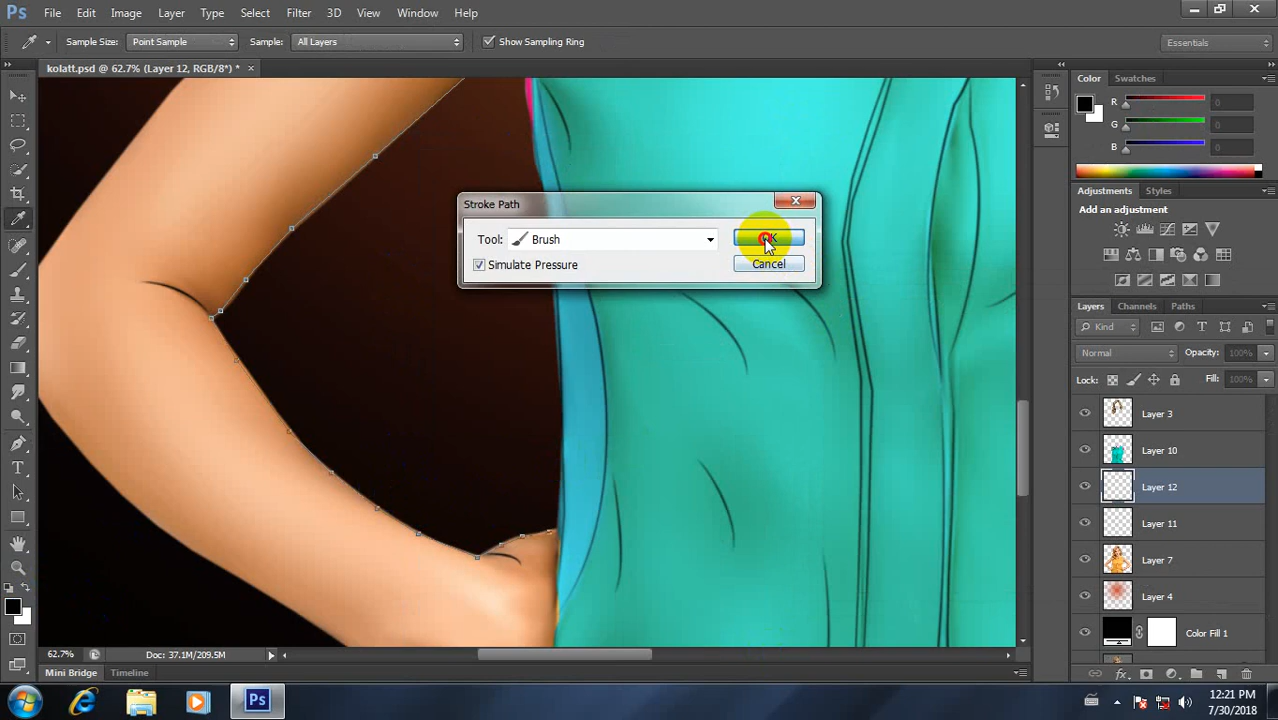 Ps File Edit Image Layer Type Select Filter 3D View Window Help
Sample Size: Point Sample Sample: All Layers Show Sampling Ring Essentials
kolatt.psd @ 62.7% (Layer 12, RGB/8*) *
Color Swatches
R 0
G 0
B 0
Adjustments Styles
Add an adjustment
Stroke Path
Tool: Brush OK
Simulate Pressure Cancel
Layers Channels Paths
Kind
Normal Opacity: 100%
Lock: Fill: 100%
Layer 3
Layer 10
Layer 12
Layer 11
Layer 7
Layer 4
Color Fill 1
62.7% Doc: 37.1M/209.5M
Mini Bridge Timeline
Ps
12:21 PM
7/30/2018